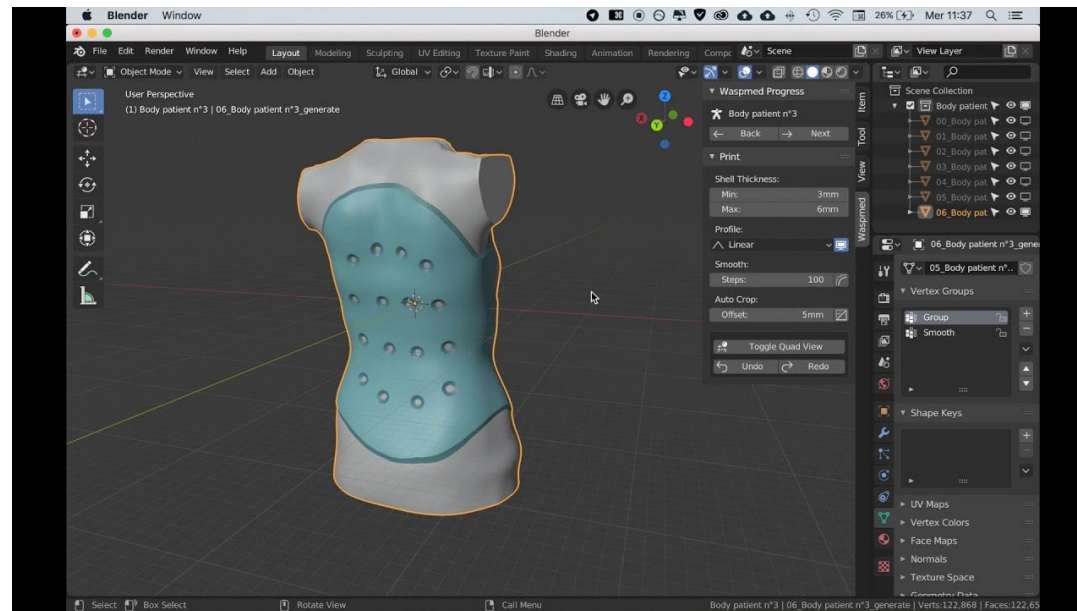 Blender Window
26% Mer 11:37
Blender
File Edit Render Window Help Layout Modeling Sculpting UV Editing Texture Paint Shading Animation Rendering Compc Scene View Layer
Object Mode View Select Add Object Global
User Perspective
(1) Body patient n°3 | 06_Body patient n°3_generate
Waspmed Progress
Body patient n°3
Back Next
Print
Shell Thickness:
Min: 3mm
Max: 6mm
Profile:
Linear
Smooth:
Steps: 100
Auto Crop:
Offset: 5mm
Toggle Quad View
Undo Redo
Item
Tool
View
Waspmed
X
Y
Z
Scene Collection
Body patient
00_Body pat
01_Body pat
02_Body pat
03_Body pat
04_Body pat
05_Body pat
06_Body pat
06_Body patient n°3_gene
05_Body patient n°..
Vertex Groups
Group
Smooth
Shape Keys
UV Maps
Vertex Colors
Face Maps
Normals
Texture Space
Geometry Data
Select Box Select Rotate View Call Menu Body patient n°3 | 06_Body patient n°3_generate | Verts:122,868 | Faces:122,65